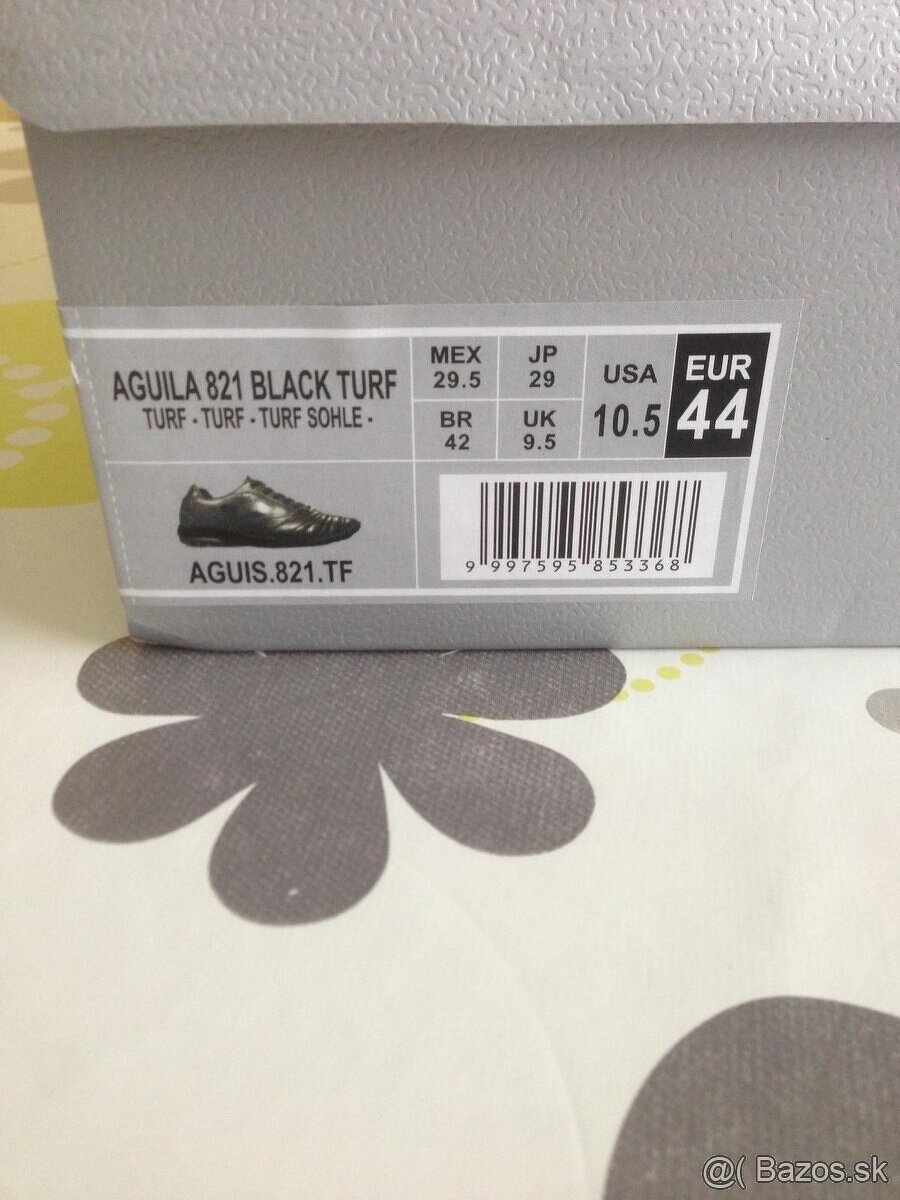 AGUILA 821 BLACK TURF
TURF - TURF - TURF SOHLE -
MEX
29.5
JP
29
BR
42
UK
9.5
USA
10.5
EUR
44
AGUIS.821.TF
9 997595 853368
@( Bazos.sk